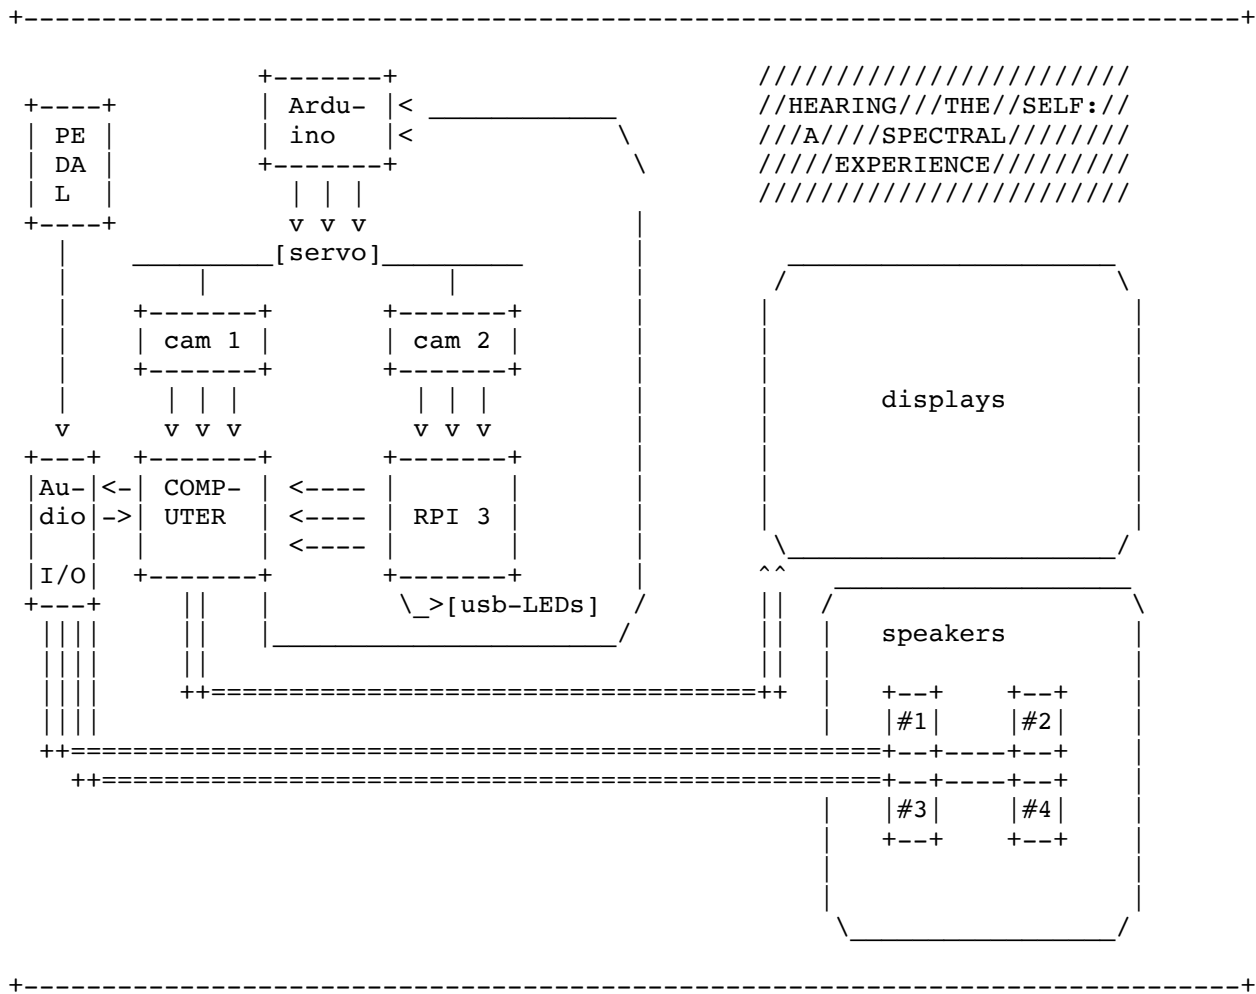 Ardu-
ino
PE
DA
L
//HEARING///THE//SELF://
///A////SPECTRAL////////
/////EXPERIENCE/////////
[servo]
cam 1
cam 2
displays
Au-
dio
I/O
COMP-
UTER
RPI 3
\_>[usb-LEDs]
speakers
#1
#2
#3
#4